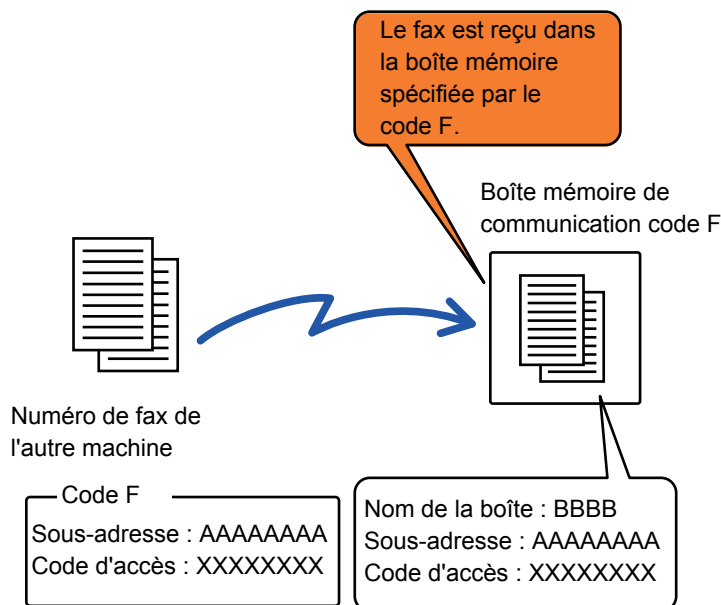 Le fax est reçu dans
la boîte mémoire
spécifiée par le
code F.
Boîte mémoire de
communication code F
Numéro de fax de
l'autre machine
Code F
Sous-adresse : AAAAAAAA
Code d'accès : XXXXXXXX
Nom de la boîte : BBBB
Sous-adresse : AAAAAAAA
Code d'accès : XXXXXXXX